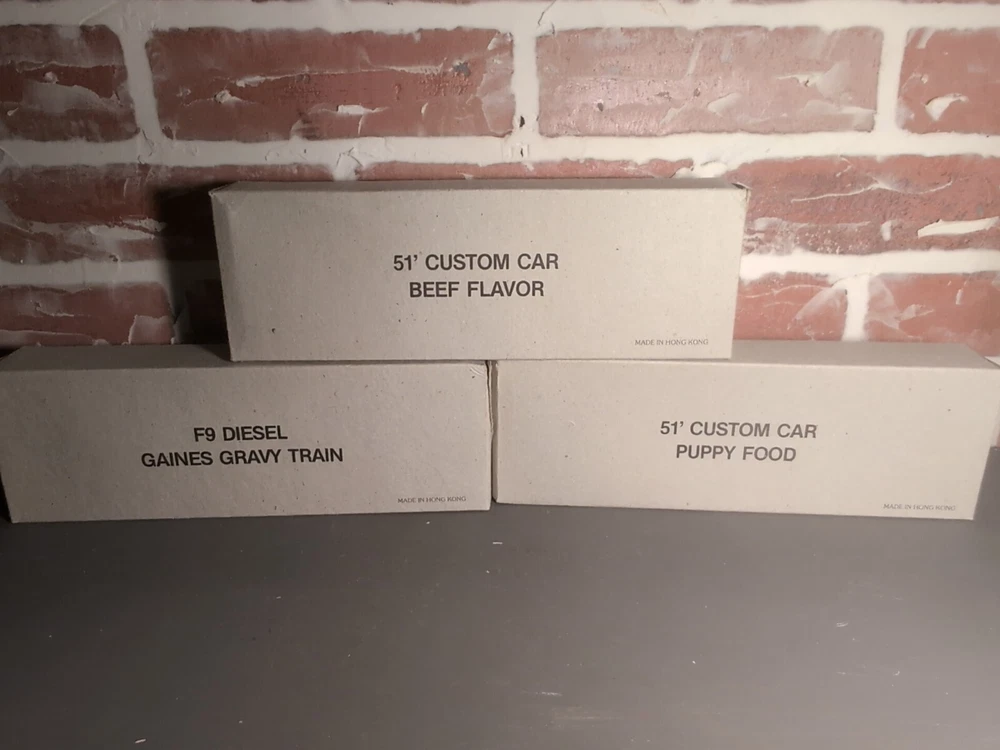 51' CUSTOM CAR
BEEF FLAVOR
MADE IN HONG KONG
F9 DIESEL
GAINES GRAVY TRAIN
MADE IN HONG KONG
51' CUSTOM CAR
PUPPY FOOD
MADE IN HONG KONG